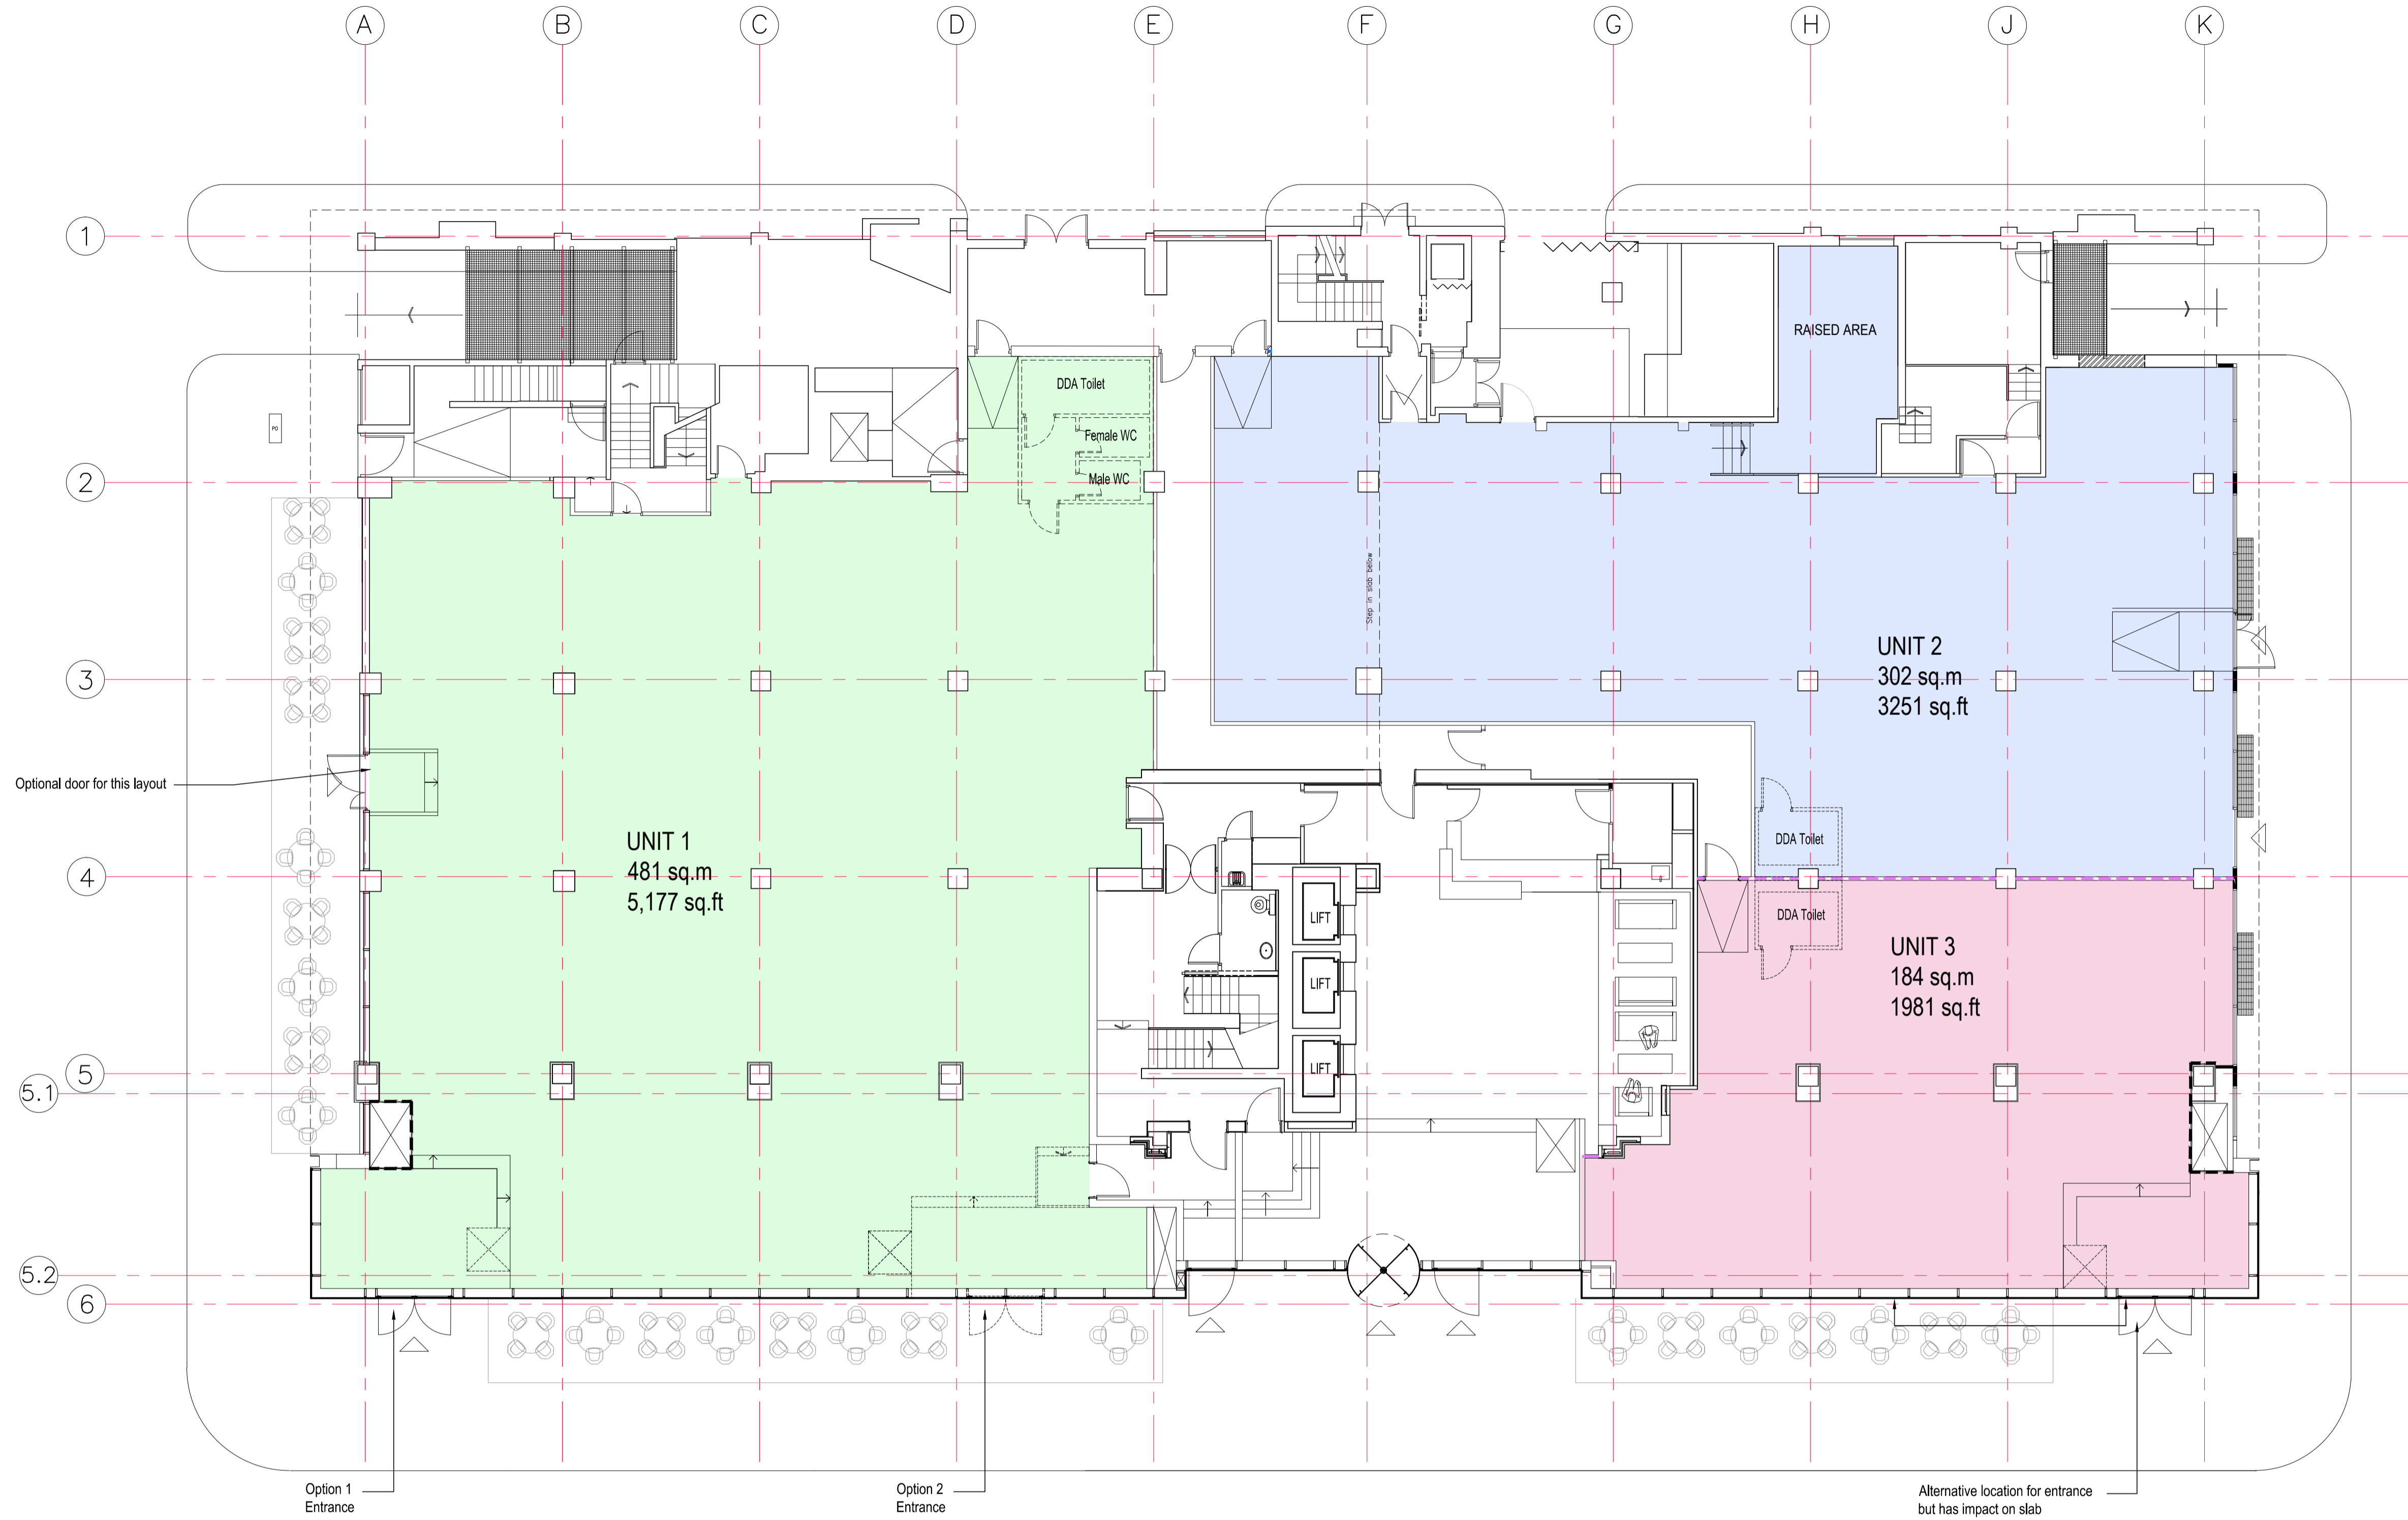 A B C D E F G H J K
1
RAISED AREA
DDA Toilet
P0
Female WC
Male WC
2
Step in slab below
UNIT 2
302 sq.m
3251 sq.ft
3
Optional door for this layout
UNIT 1
481 sq.m
5,177 sq.ft
DDA Toilet
4
LIFT
DDA Toilet
UNIT 3
184 sq.m
1981 sq.ft
LIFT
LIFT
5
5.1
5.2
6
Option 1
Entrance
Option 2
Entrance
Alternative location for entrance
but has impact on slab